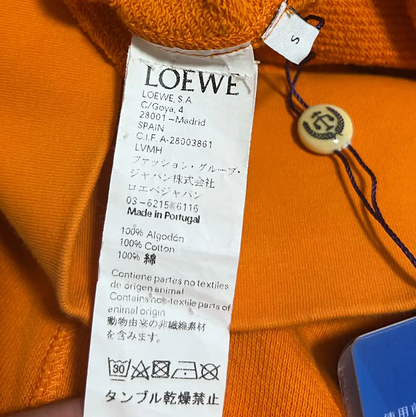 S
LOEWE
LOEWE, S.A
C/Goya, 4
28001 – Madrid
SPAIN
C.I.F. A-28003861
LVMH
ファッション・グループ・
ジャパン株式会社
ロエベジャパン
03-6215-6116
Made in Portugal
100% Algodón
100% Cotton
100% 綿
Contiene partes no textiles
de origen animal
Contains non-textile parts of
animal origin
動物由来の非繊維素材
を含みます。
30
タンブル乾燥禁止
使用